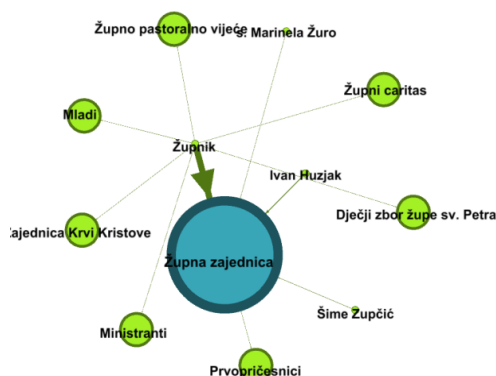 Župno pastoralno vijeće
s. Marinela Žuro
Župni caritas
Mladi
Župnik
Ivan Huzjak
Dječji zbor župe sv. Petra
Zajednica Krvi Kristove
Župna zajednica
Šime Zupčić
Ministranti
Prvopričesnici